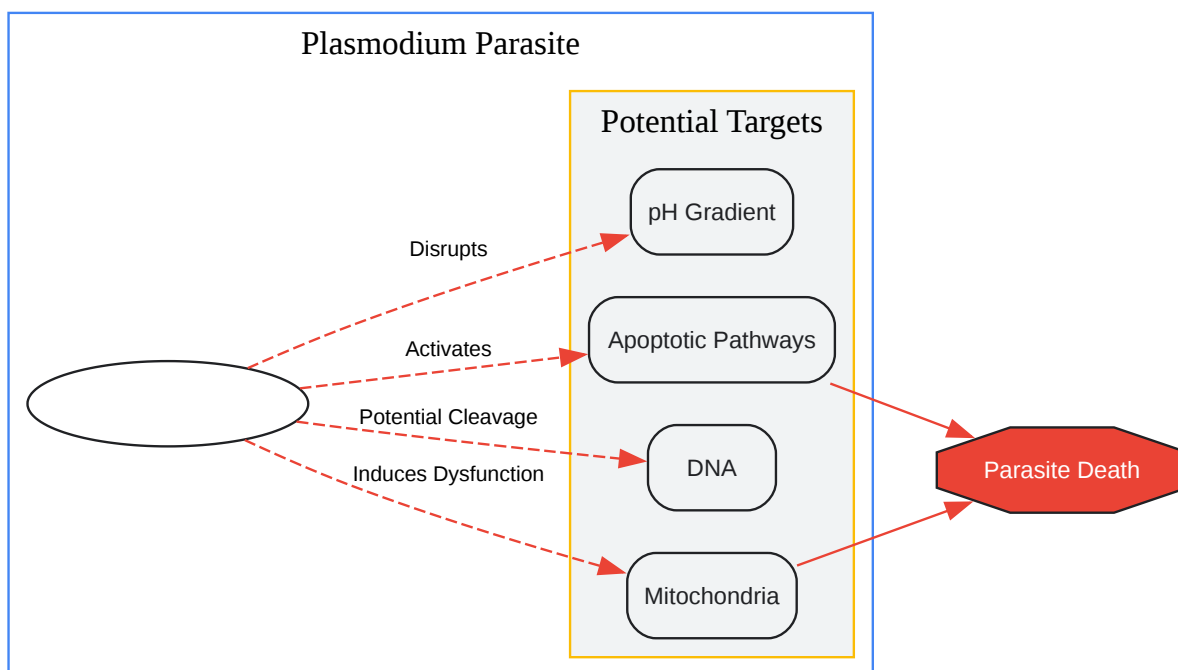 Plasmodium Parasite
Potential Targets
pH Gradient
Disrupts
Apoptotic Pathways
Activates
Potential Cleavage
DNA
Parasite Death
Induces Dysfunction
Mitochondria